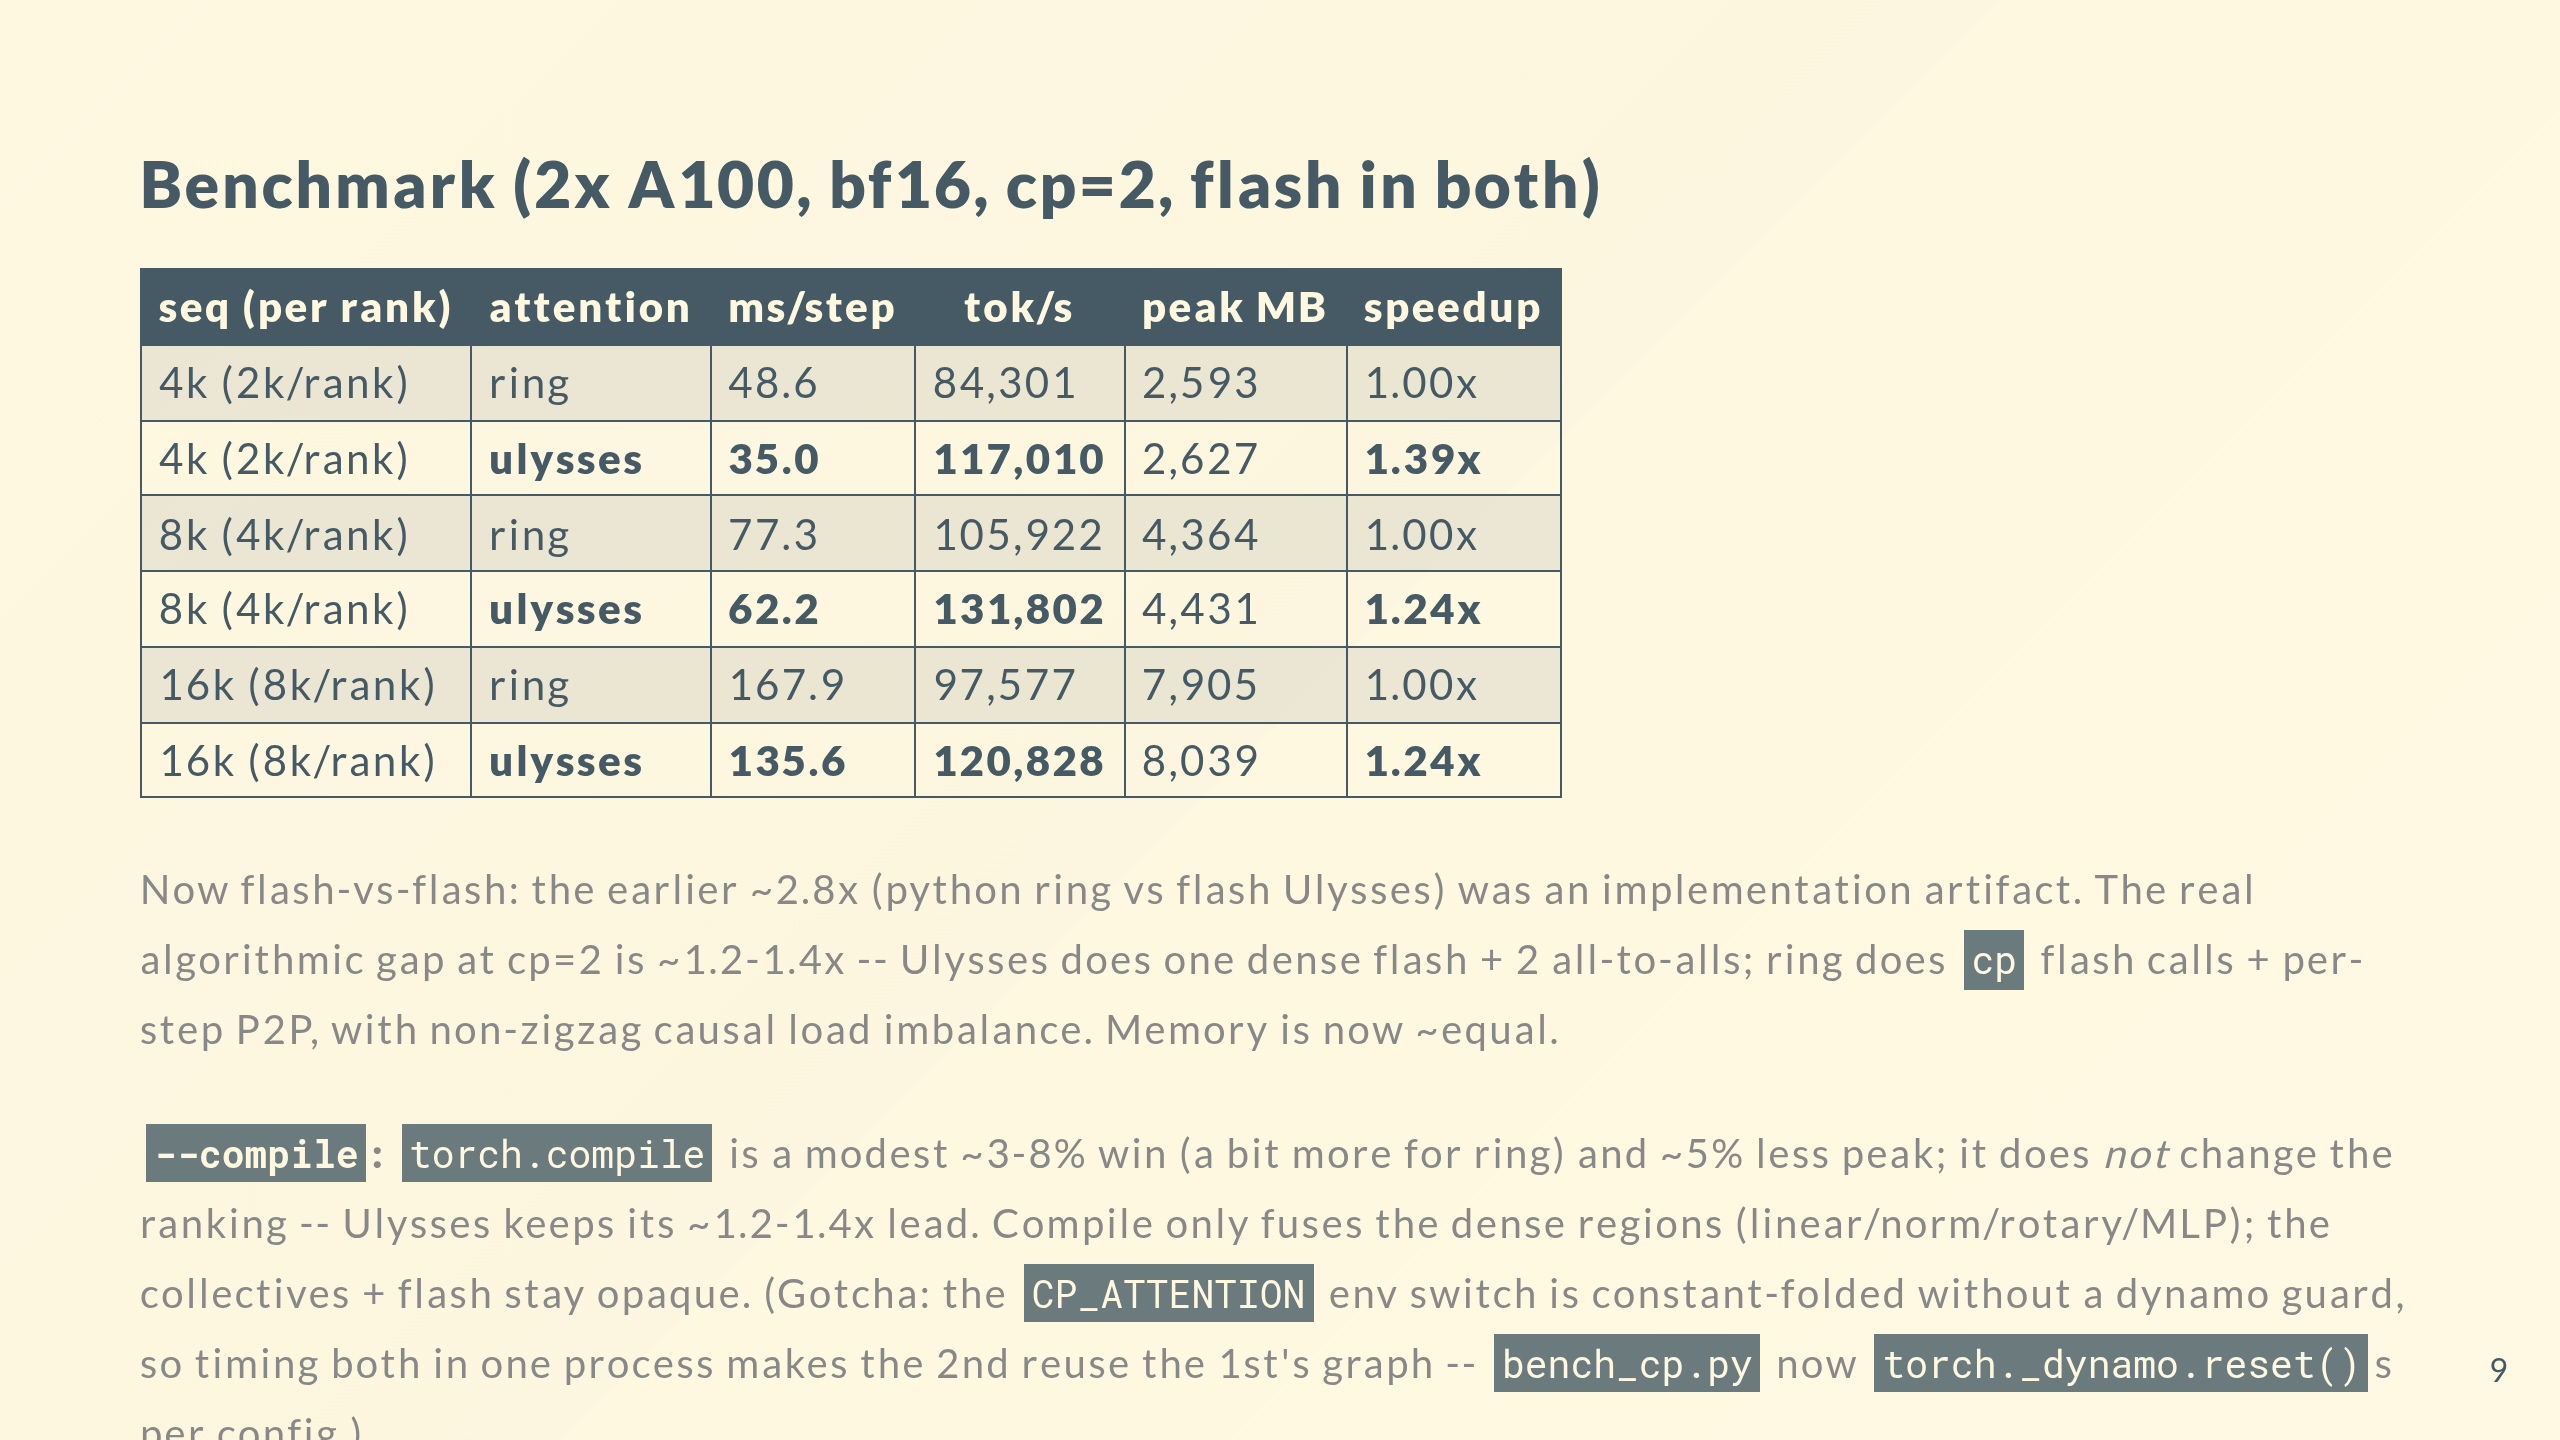 Benchmark (2x A100, bf16, cp=2, flash in both)
seq (per rank) attention ms/step tok/s peak MB speedup
4k (2k/rank) ring 48.6 84,301 2,593 1.00x
4k (2k/rank) ulysses 35.0 117,010 2,627 1.39x
8k (4k/rank) ring 77.3 105,922 4,364 1.00x
8k (4k/rank) ulysses 62.2 131,802 4,431 1.24x
16k (8k/rank) ring 167.9 97,577 7,905 1.00x
16k (8k/rank) ulysses 135.6 120,828 8,039 1.24x
Now flash-vs-flash: the earlier ~2.8x (python ring vs flash Ulysses) was an implementation artifact. The real
algorithmic gap at cp=2 is ~1.2-1.4x -- Ulysses does one dense flash + 2 all-to-alls; ring does cp flash calls + per-
step P2P, with non-zigzag causal load imbalance. Memory is now ~equal.
--compile: torch.compile is a modest ~3-8% win (a bit more for ring) and ~5% less peak; it does not change the
ranking -- Ulysses keeps its ~1.2-1.4x lead. Compile only fuses the dense regions (linear/norm/rotary/MLP); the
collectives + flash stay opaque. (Gotcha: the CP_ATTENTION env switch is constant-folded without a dynamo guard,
so timing both in one process makes the 2nd reuse the 1st's graph -- bench_cp.py now torch._dynamo.reset()s
per config.)
9